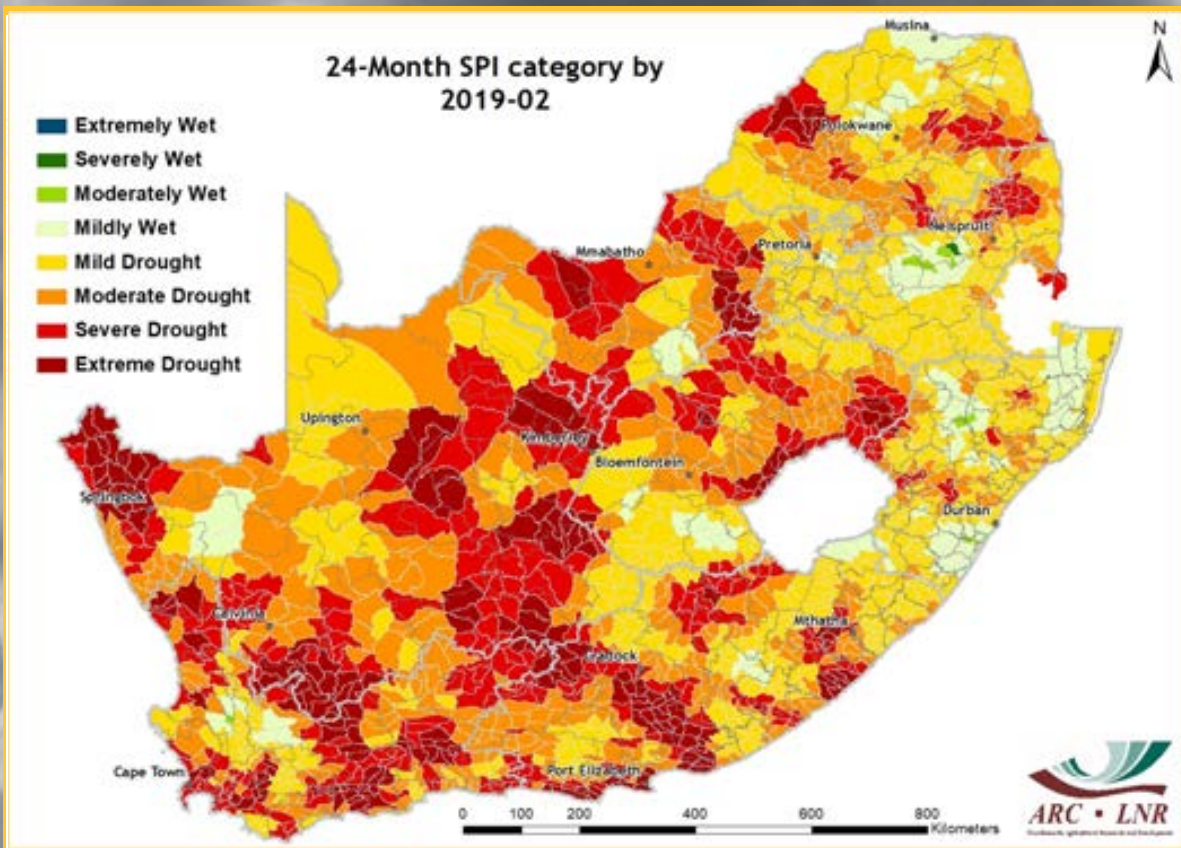 24-Month SPI category by
2019-02
N
Extremely Wet
Severely Wet
Moderately Wet
Mildly Wet
Mild Drought
Moderate Drought
Severe Drought
Extreme Drought
Musina
Polokwane
Nelspruit
Pretoria
Mmabatho
Upington
Kimberley
Bloemfontein
Springbok
Durban
Calvinia
Mthatha
Cradock
Cape Town
Port Elizabeth
0 100 200 400 600 800
Kilometers
ARC • LNR